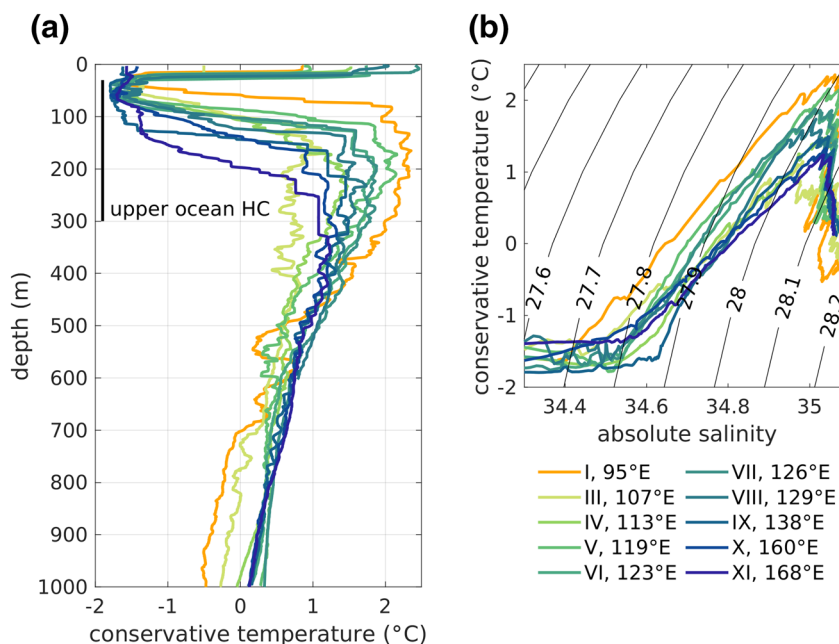 (a)
0
100
200
300
400
500
600
700
800
900
1000
depth (m)
upper ocean HC
-2 -1 0 1 2
conservative temperature (°C)
(b)
2
1
0
-1
-2
conservative temperature (°C)
27.6 27.7 27.8 27.9 28 28.1 28.2
34.4 34.6 34.8 35
absolute salinity
I, 95°E
III, 107°E
IV, 113°E
V, 119°E
VI, 123°E
VII, 126°E
VIII, 129°E
IX, 138°E
X, 160°E
XI, 168°E